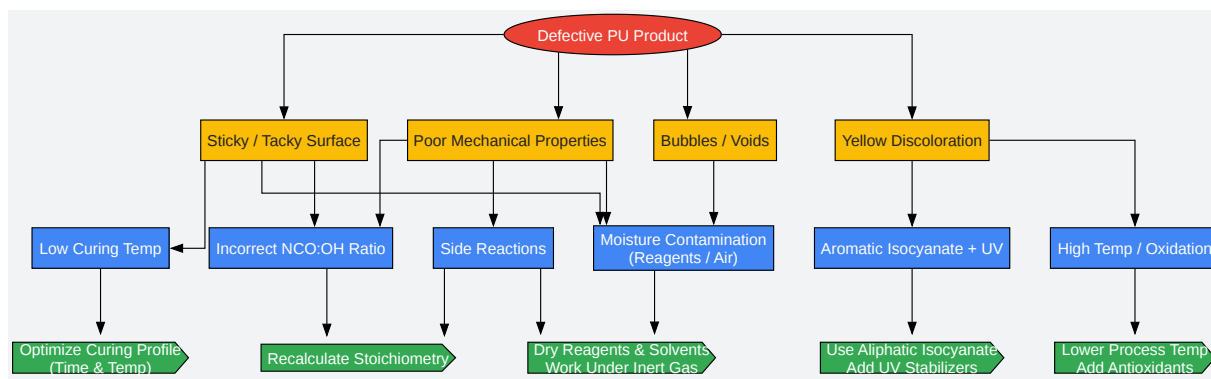 Defective PU Product
Sticky / Tacky Surface
Poor Mechanical Properties
Bubbles / Voids
Yellow Discoloration
Low Curing Temp
Incorrect NCO:OH Ratio
Side Reactions
Moisture Contamination
(Reagents / Air)
Aromatic Isocyanate + UV
High Temp / Oxidation
Optimize Curing Profile
(Time & Temp)
Recalculate Stoichiometry
Dry Reagents & Solvents
Work Under Inert Gas
Use Aliphatic Isocyanate
Add UV Stabilizers
Lower Process Temp
Add Antioxidants